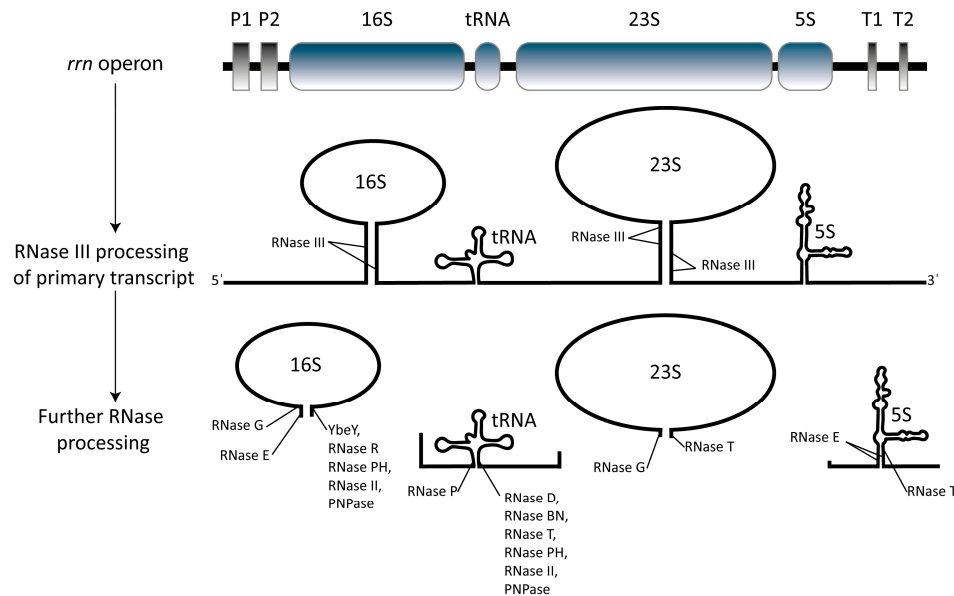 P1 P2 16S tRNA 23S 5S T1 T2
rrn operon
16S
23S
RNase III
tRNA
RNase III
RNase III
5S
RNase III processing
of primary transcript
5'
3'
16S
23S
Further RNase
processing
RNase G
RNase E
YbeY,
RNase R
RNase PH,
RNase II,
PNPase
tRNA
RNase P
RNase D,
RNase BN,
RNase T,
RNase PH,
RNase II,
PNPase
RNase G
RNase T
5S
RNase E
RNase T